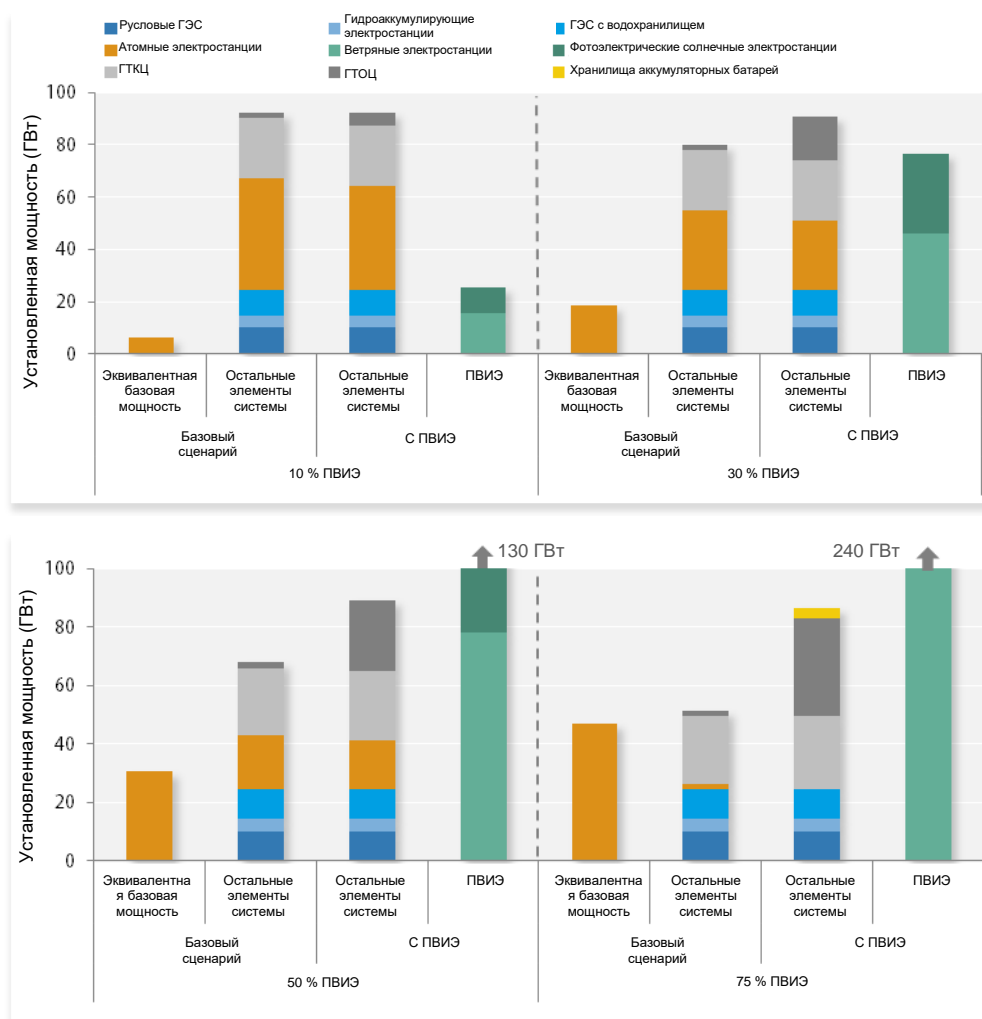 Русловые ГЭС
Гидроаккумулирующие
электростанции
ГЭС с водохранилищем
Атомные электростанции
Ветряные электростанции
Фотоэлектрические солнечные электростанции
ГТКЦ
ГТОЦ
Хранилища аккумуляторных батарей
Установленная мощность (ГВт)
100
80
60
40
20
0
Эквивалентная
базовая
мощность
Остальные
элементы
системы
Остальные
элементы
системы
ПВИЭ
Эквивалентная
базовая
мощность
Остальные
элементы
системы
Остальные
элементы
системы
ПВИЭ
Базовый
сценарий
С ПВИЭ
Базовый
сценарий
С ПВИЭ
10 % ПВИЭ
30 % ПВИЭ
130 ГВт
240 ГВт
Установленная мощность (ГВт)
100
80
60
40
20
0
Эквивалентна
я базовая
мощность
Остальные
элементы
системы
Остальные
элементы
системы
ПВИЭ
Эквивалентна
я базовая
мощность
Остальные
элементы
системы
Остальные
элементы
системы
ПВИЭ
Базовый
сценарий
С ПВИЭ
Базовый
сценарий
С ПВИЭ
50 % ПВИЭ
75 % ПВИЭ